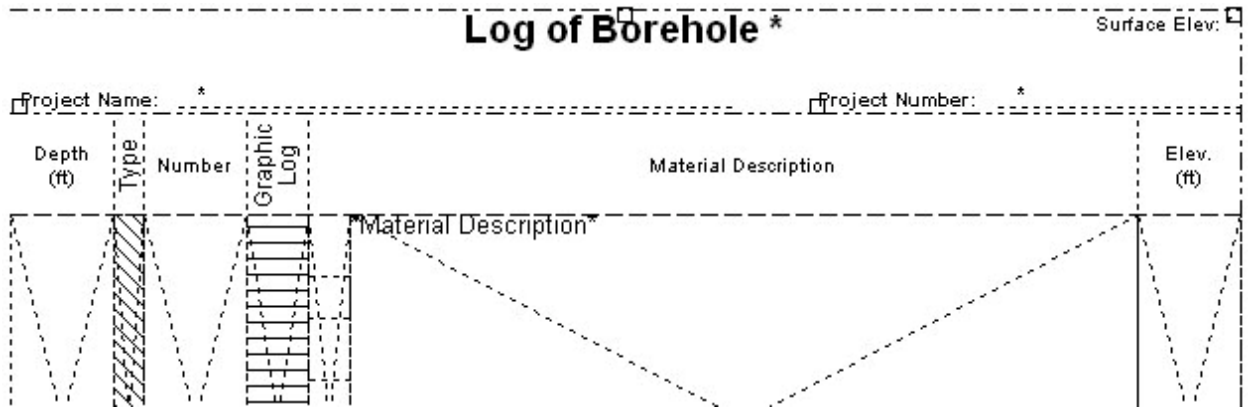 Log of Borehole *
Surface Elev: *
Project Name: *
Project Number: *
Depth
(ft)
Type
Number
Graphic
Log
Material Description
Elev.
(ft)
*Material Description*